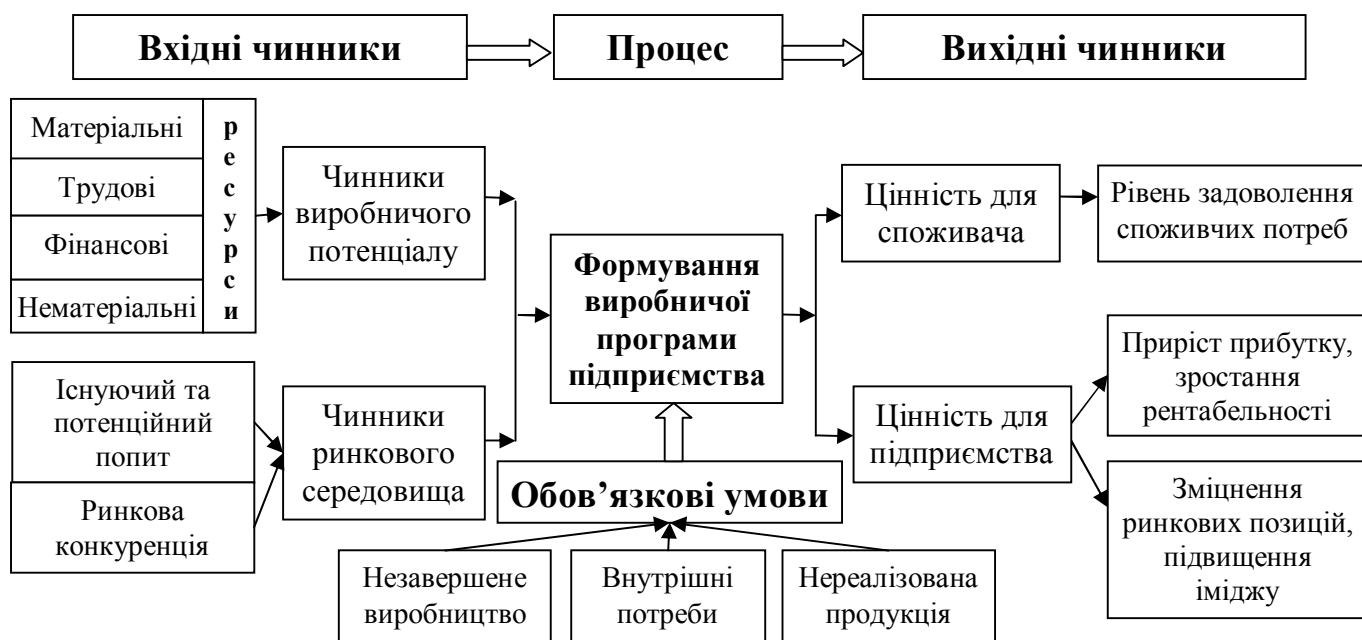 Вхідні чинники
Процес
Вихідні чинники
Матеріальні
Трудові
Фінансові
Нематеріальні
ресурси
Чинники
виробничого
потенціалу
Існуючий та
потенційний
попит
Ринкова
конкуренція
Чинники
ринкового
середовища
Формування
виробничої
програми
підприємства
Обов’язкові умови
Незавершене
виробництво
Внутрішні
потреби
Нереалізована
продукція
Цінність для
споживача
Рівень задоволення
споживчих потреб
Цінність для
підприємства
Приріст прибутку,
зростання
рентабельності
Зміцнення
ринкових позицій,
підвищення
іміджу